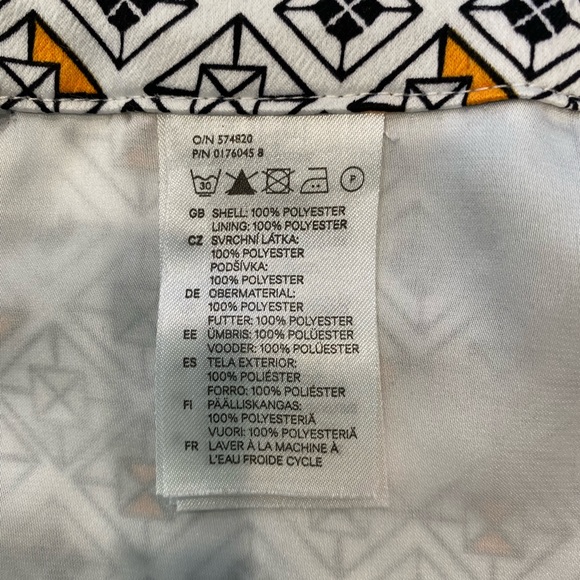 O/N 574820
P/N 0176045 8
30 P
GB SHELL: 100% POLYESTER
LINING: 100% POLYESTER
CZ SVRCHNÍ LÁTKA:
100% POLYESTER
PODŠÍVKA:
100% POLYESTER
DE OBERMATERIAL:
100% POLYESTER
FUTTER: 100% POLYESTER
EE ÜMBRIS: 100% POLÜESTER
VOODER: 100% POLÜESTER
ES TELA EXTERIOR:
100% POLIÉSTER
FORRO: 100% POLIÉSTER
FI PÄÄLLISKANGAS:
100% POLYESTERIÄ
VUORI: 100% POLYESTERIÄ
FR LAVER À LA MACHINE À
L'EAU FROIDE CYCLE